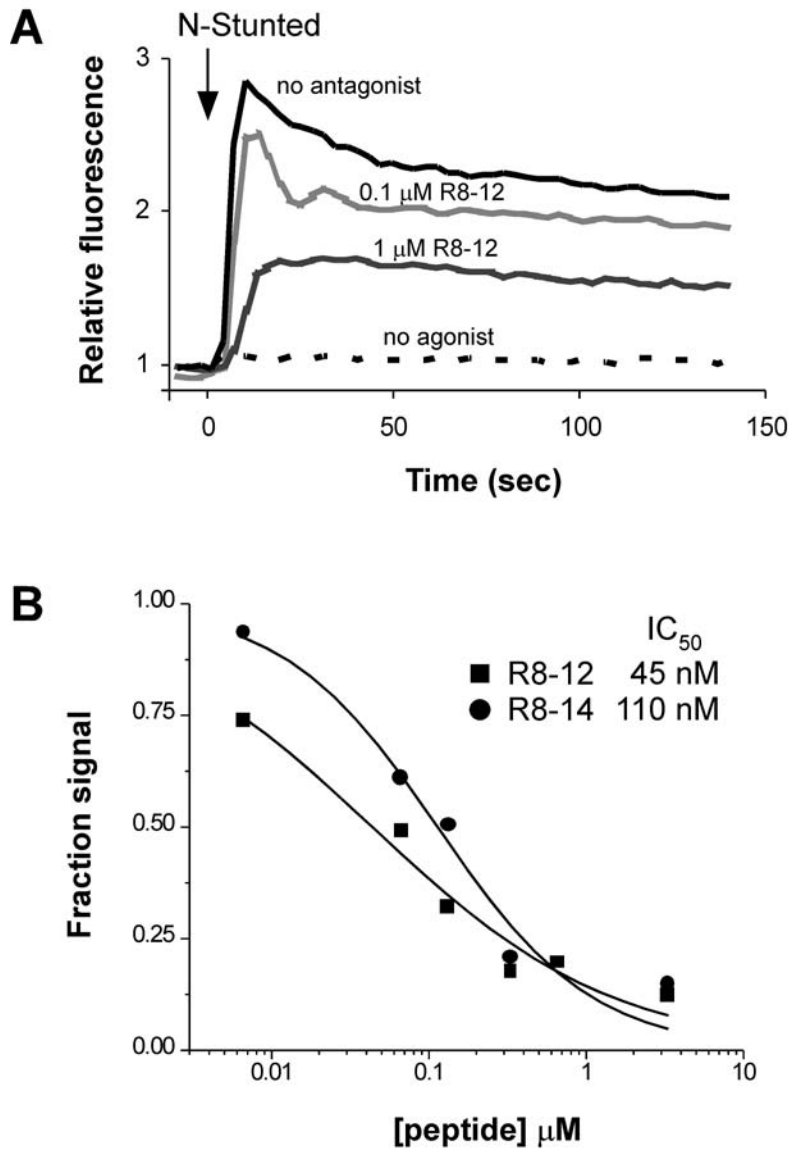 A
N-Stunted
3
no antagonist
0.1 μM R8-12
2
1 μM R8-12
no agonist
1
Relative fluorescence
0 50 100 150
Time (sec)
B
1.00
IC50
R8-12 45 nM
R8-14 110 nM
0.75
0.50
0.25
0.00
Fraction signal
0.01 0.1 1 10
[peptide] μM